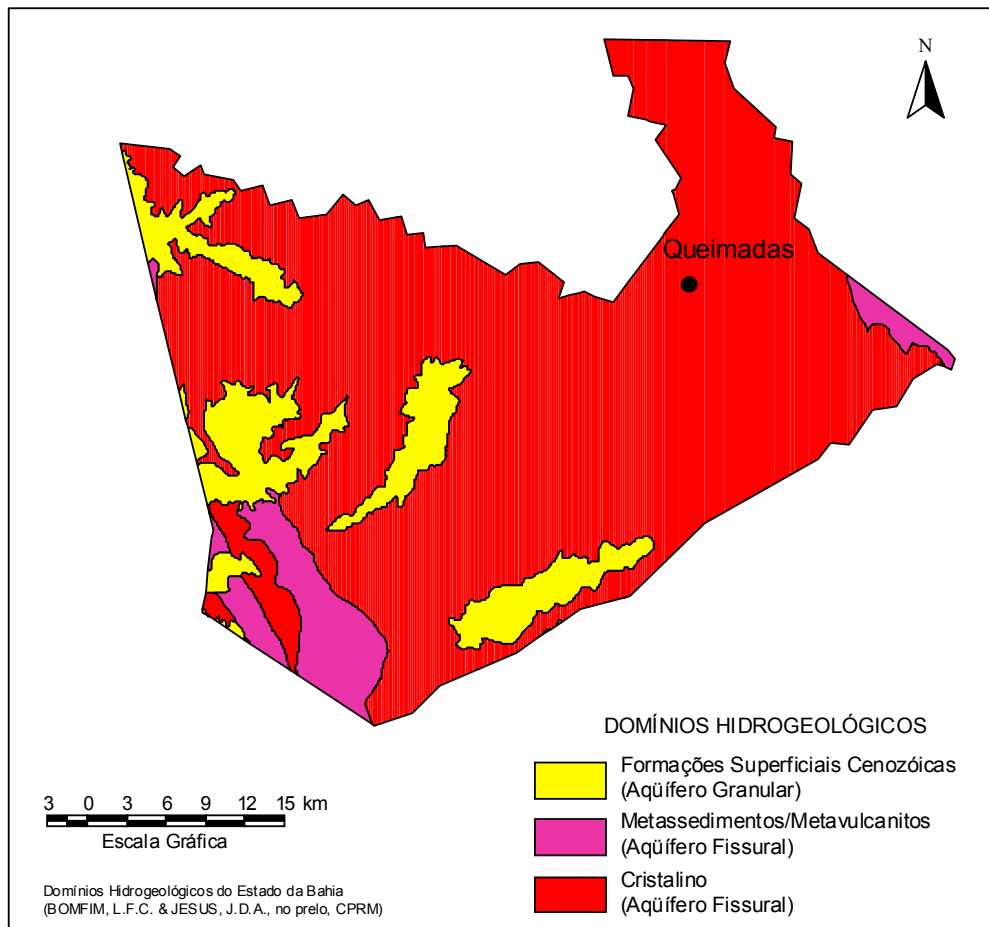 N
Queimadas
DOMÍNIOS HIDROGEOLÓGICOS
Formações Superficiais Cenozóicas
(Aqüífero Granular)
Metassedimentos/Metavulcanitos
(Aqüífero Fissural)
Cristalino
(Aqüífero Fissural)
3 0 3 6 9 12 15 km
Escala Gráfica
Domínios Hidrogeológicos do Estado da Bahia
(BOMFIM, L.F.C. & JESUS, J.D.A., no prelo, CPRM)